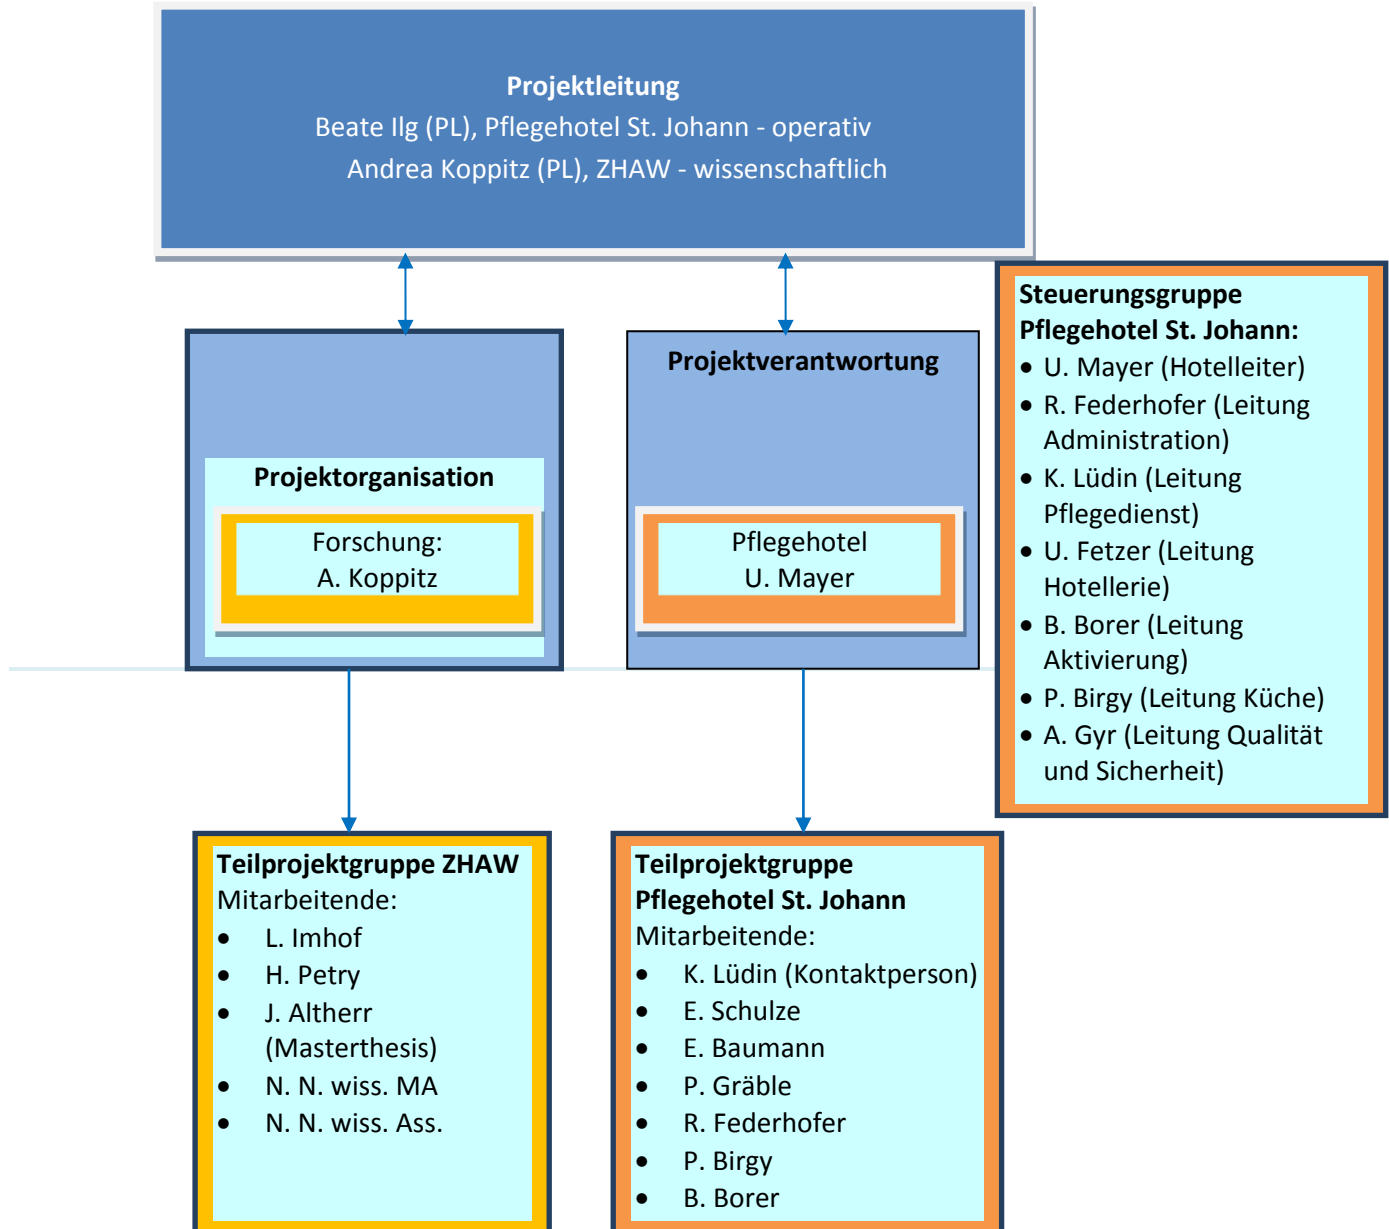 Projektleitung
Beate Ilg (PL), Pflegehotel St. Johann - operativ
Andrea Koppitz (PL), ZHAW - wissenschaftlich
Projektorganisation
Forschung:
A. Koppitz
Projektverantwortung
Pflegehotel
U. Mayer
Steuerungsgruppe
Pflegehotel St. Johann:
• U. Mayer (Hotelleiter)
• R. Federhofer (Leitung
Administration)
• K. Lüdin (Leitung
Pflegedienst)
• U. Fetzer (Leitung
Hotellerie)
• B. Borer (Leitung
Aktivierung)
• P. Birgy (Leitung Küche)
• A. Gyr (Leitung Qualität
und Sicherheit)
Teilprojektgruppe ZHAW
Mitarbeitende:
• L. Imhof
• H. Petry
• J. Altherr
(Masterthesis)
• N. N. wiss. MA
• N. N. wiss. Ass.
Teilprojektgruppe
Pflegehotel St. Johann
Mitarbeitende:
• K. Lüdin (Kontaktperson)
• E. Schulze
• E. Baumann
• P. Gräble
• R. Federhofer
• P. Birgy
• B. Borer